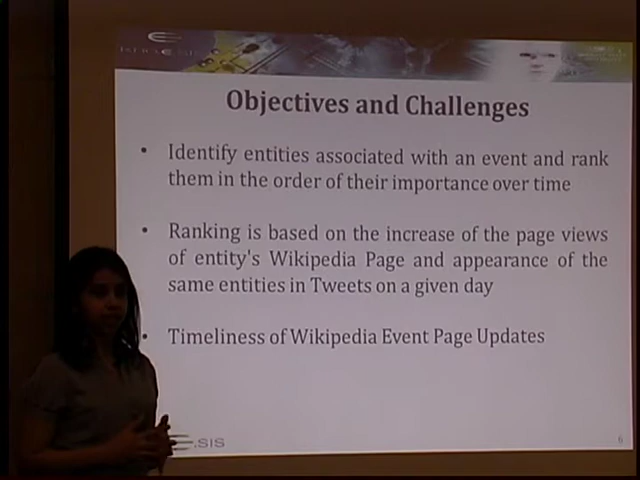 Objectives and Challenges
• Identify entities associated with an event and rank
them in the order of their importance over time
• Ranking is based on the increase of the page views
of entity's Wikipedia Page and appearance of the
same entities in Tweets on a given day
• Timeliness of Wikipedia Event Page Updates
.SIS
6